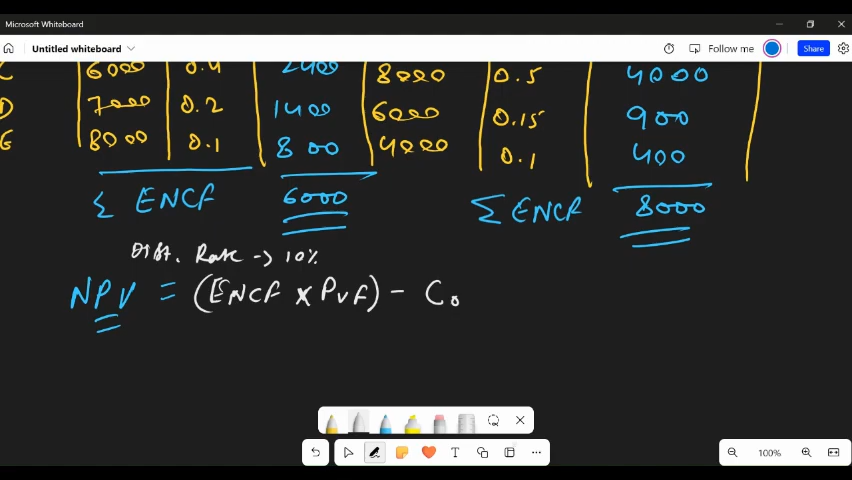 Microsoft Whiteboard
Untitled whiteboard Follow me Share
C 6000 0.4 2400 8000 0.5 4000
D 7000 0.2 1400 6000 0.15 900
E 8000 0.1 800 4000 0.1 400
Σ ENCF 6000 Σ ENCF 8000
Dist. Rate → 10%
NPV = (ENCF x PVF) - C₀
100%